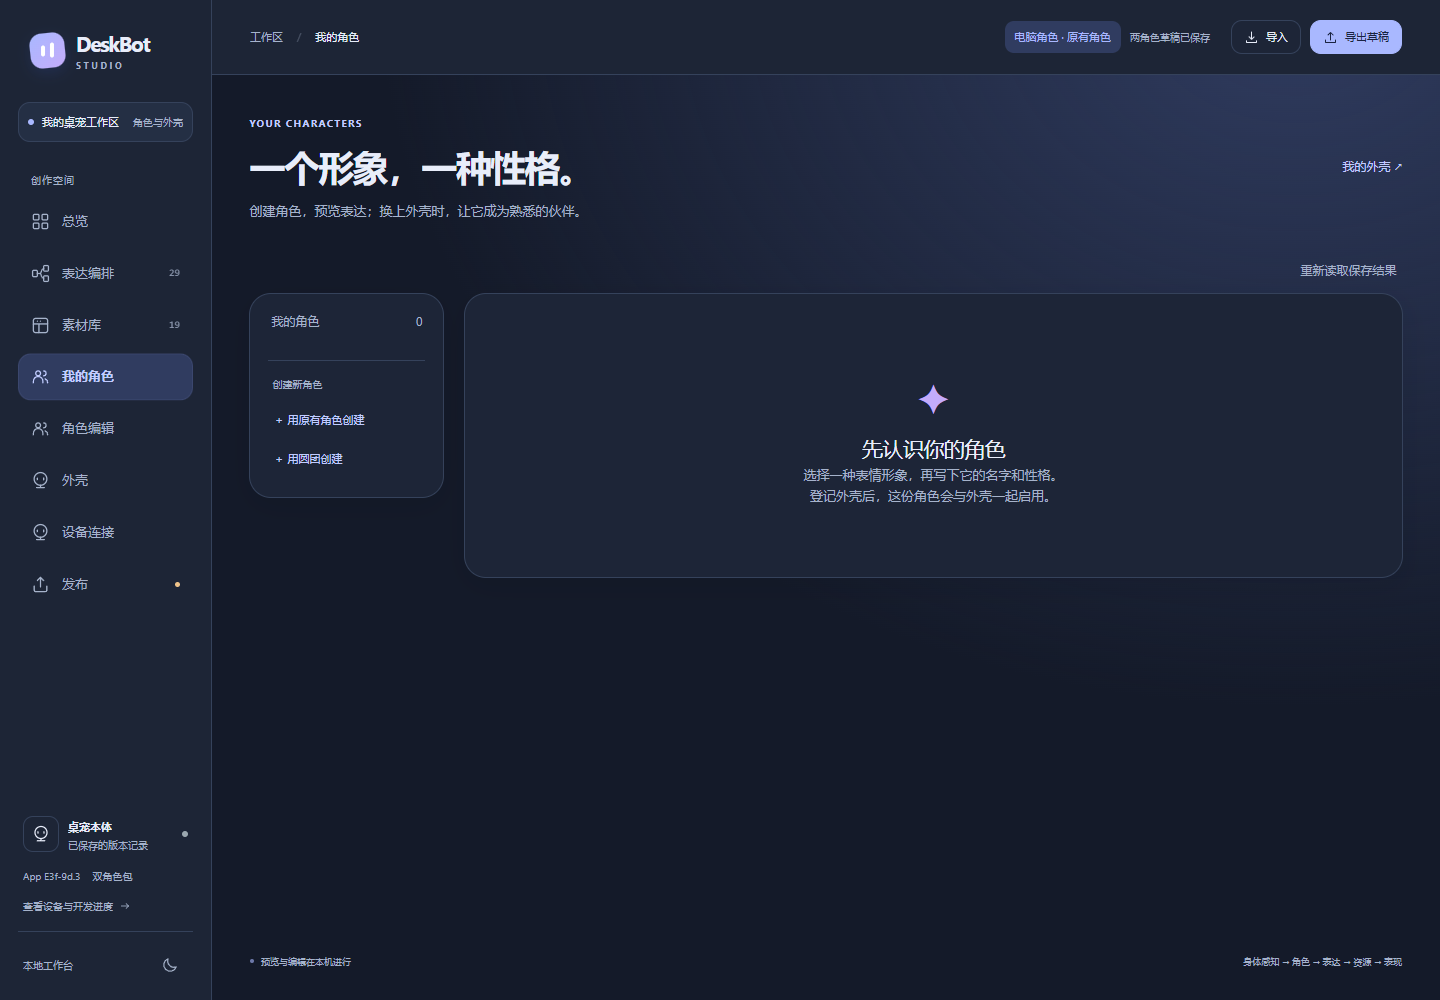 DeskBot
STUDIO
我的桌宠工作区 角色与外壳
创作空间
总览
表达编排 29
素材库 19
我的角色
角色编辑
外壳
设备连接
发布
桌宠本体
已保存的版本记录
App E3f-9d.3 双角色包
查看设备与开发进度 →
本地工作台
工作区 / 我的角色
电脑角色 · 原有角色 两角色草稿已保存 导入 导出草稿
YOUR CHARACTERS
一个形象，一种性格。
我的外壳 ↗
创建角色，预览表达；换上外壳时，让它成为熟悉的伙伴。
重新读取保存结果
我的角色 0
创建新角色
+ 用原有角色创建
+ 用圆团创建
先认识你的角色
选择一种表情形象，再写下它的名字和性格。
登记外壳后，这份角色会与外壳一起启用。
预览与编辑在本机进行
身体感知 → 角色 → 表达 → 资源 → 表现